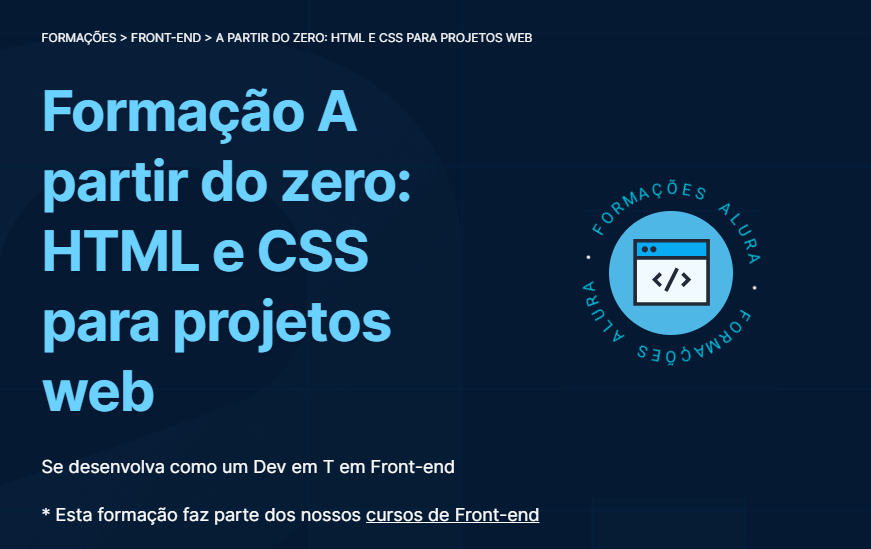 FORMAÇÕES > FRONT-END > A PARTIR DO ZERO: HTML E CSS PARA PROJETOS WEB
Formação A
partir do zero:
HTML e CSS
para projetos
web
FORMAÇÕES ALURA
FORMAÇÕES ALURA
</>
Se desenvolva como um Dev em T em Front-end
* Esta formação faz parte dos nossos cursos de Front-end